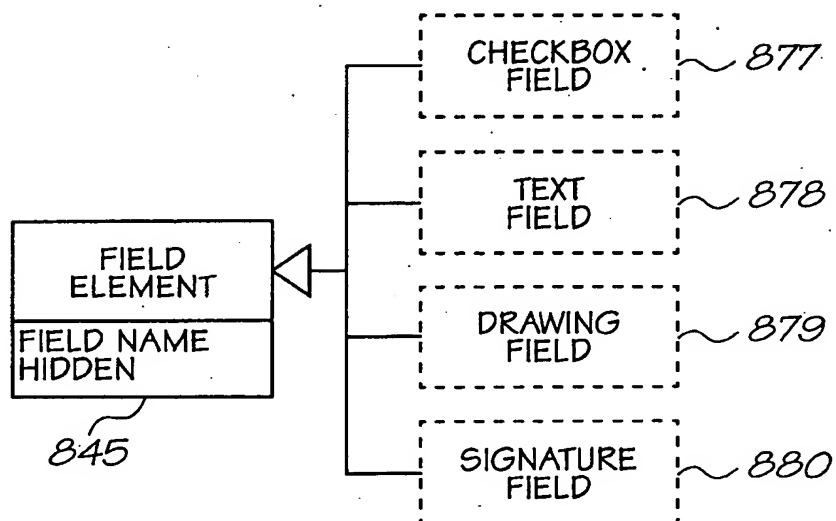 CHECKBOX
FIELD
877
TEXT
FIELD
878
FIELD
ELEMENT
FIELD NAME
HIDDEN
845
DRAWING
FIELD
879
SIGNATURE
FIELD
880